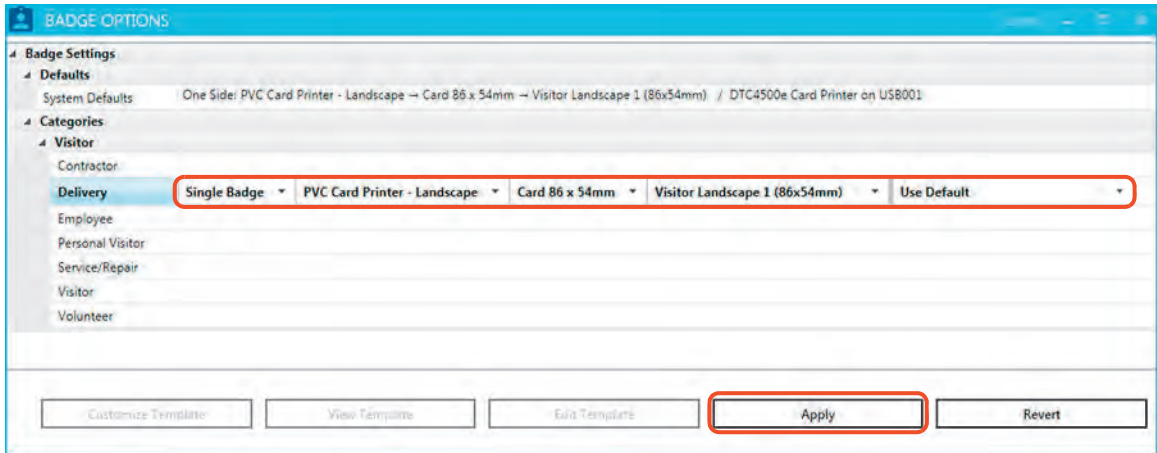 BADGE OPTIONS
Badge Settings
Defaults
System Defaults One Side: PVC Card Printer - Landscape → Card 86 x 54mm → Visitor Landscape 1 (86x54mm) / DTC4500e Card Printer on USB001
Categories
Visitor
Contractor
Delivery Single Badge PVC Card Printer - Landscape Card 86 x 54mm Visitor Landscape 1 (86x54mm) Use Default
Employee
Personal Visitor
Service/Repair
Visitor
Volunteer
Customize Template View Template Edit Template Apply Revert